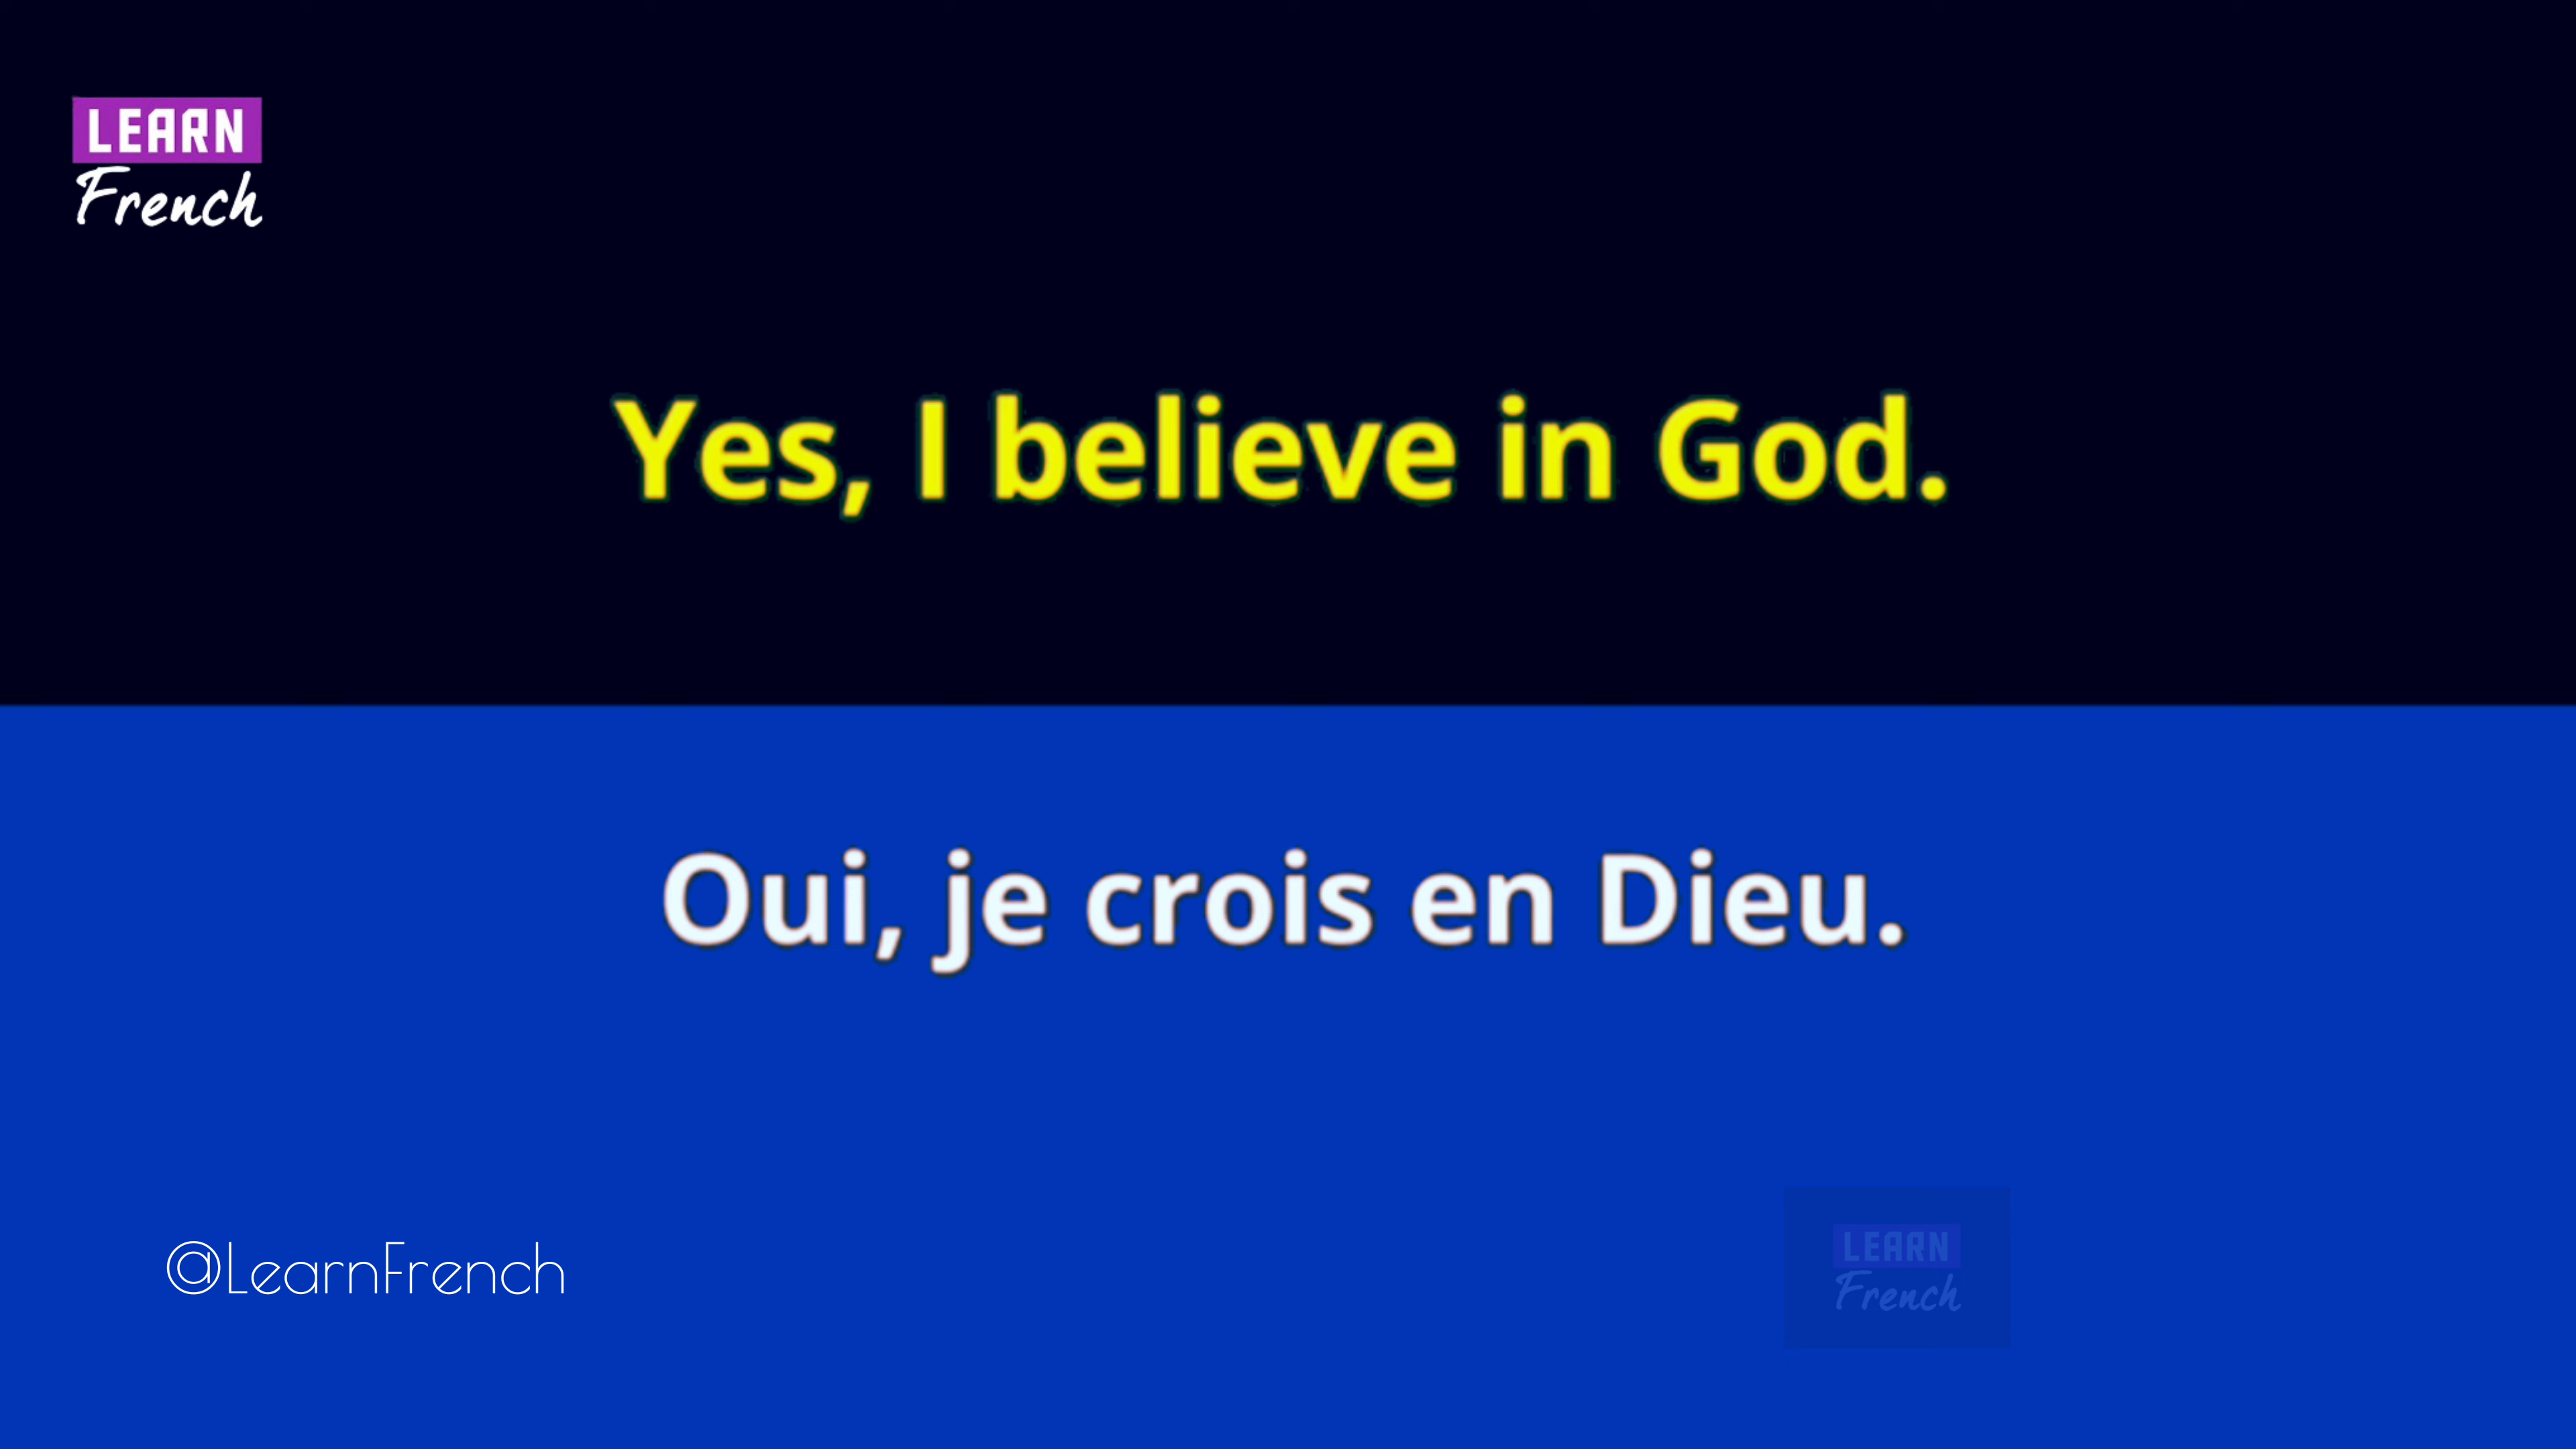 LEARN
French
Yes, I believe in God.
Oui, je crois en Dieu.
@LearnFrench
LEARN
French